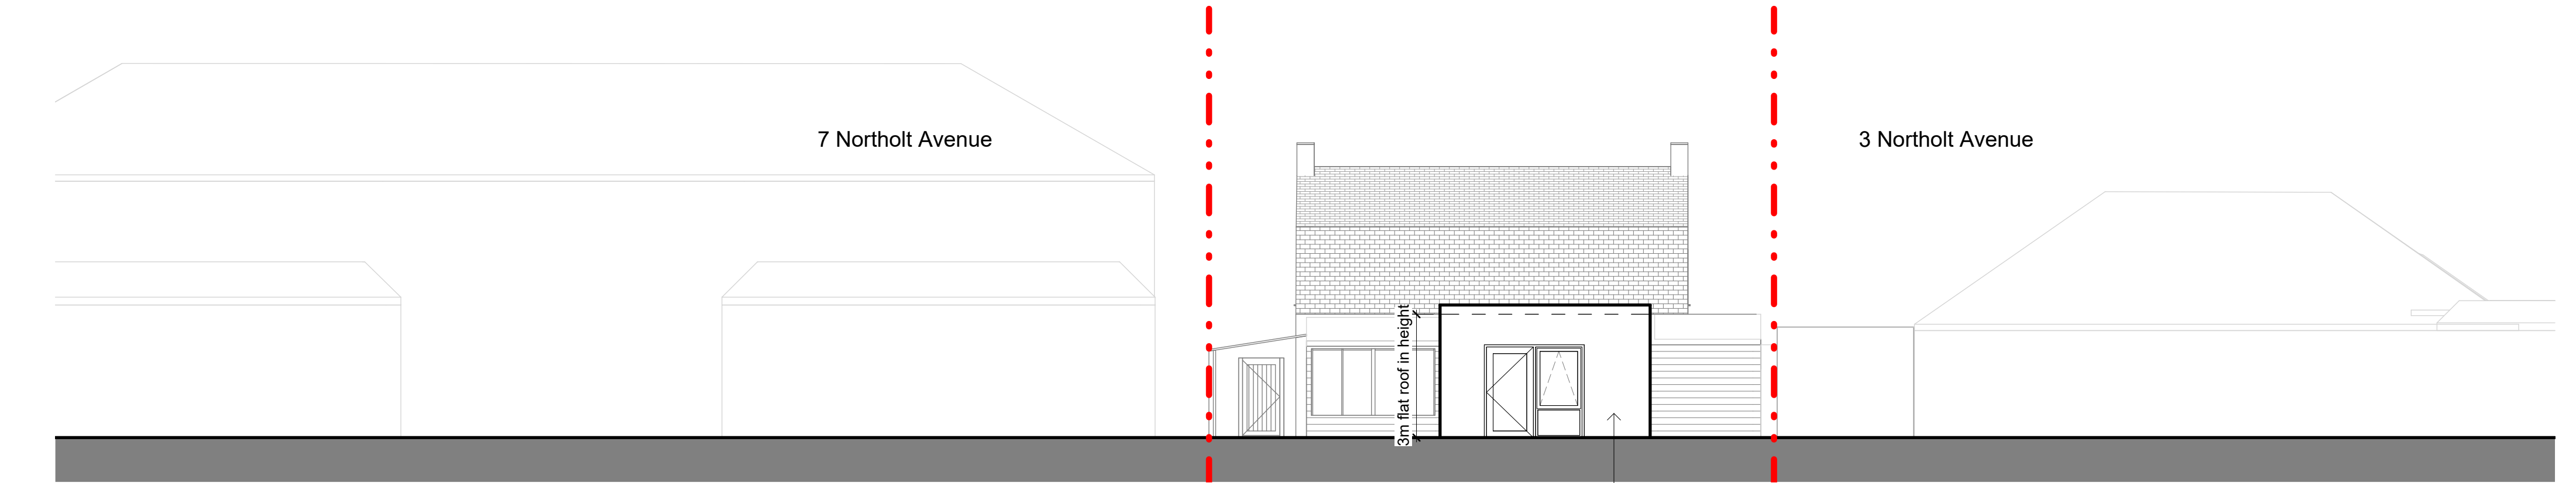 7 Northolt Avenue
3 Northolt Avenue
3m flat roof in height